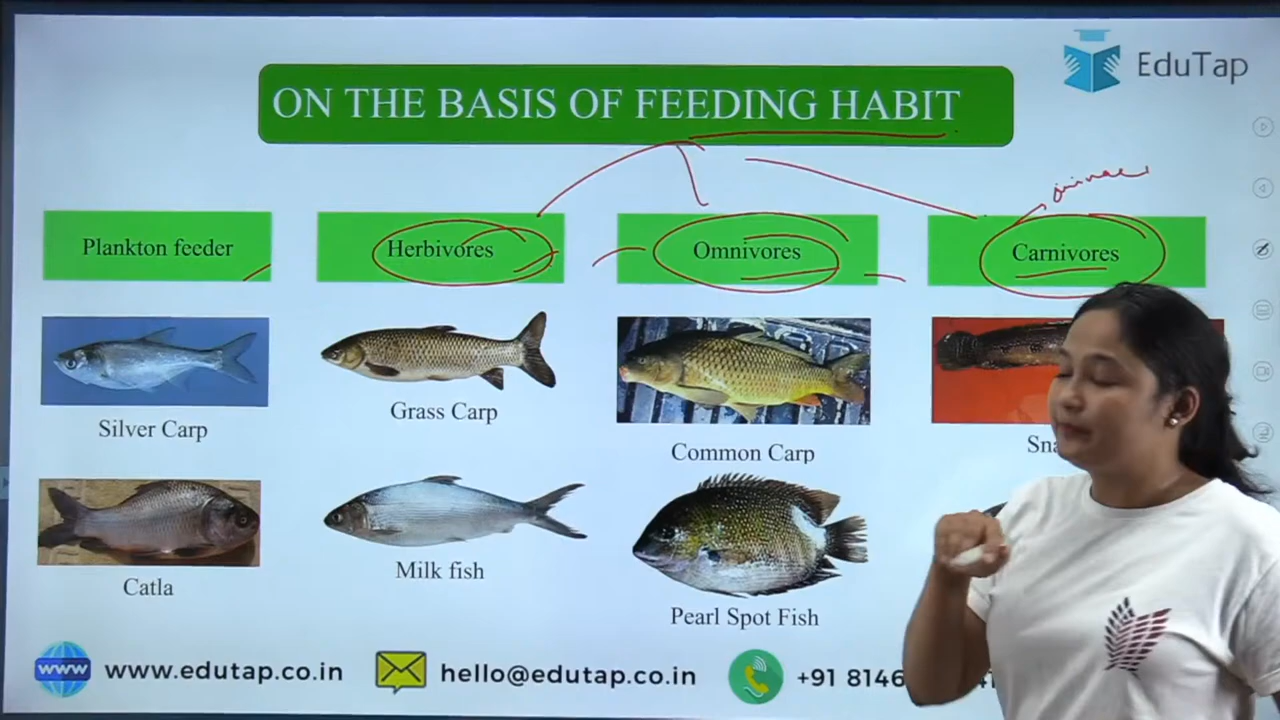 EduTap
ON THE BASIS OF FEEDING HABIT
Plankton feeder
Herbivores
Omnivores
Carnivores
Silver Carp
Grass Carp
Common Carp
Catla
Milk fish
Pearl Spot Fish
www.edutap.co.in
hello@edutap.co.in
+91 8146